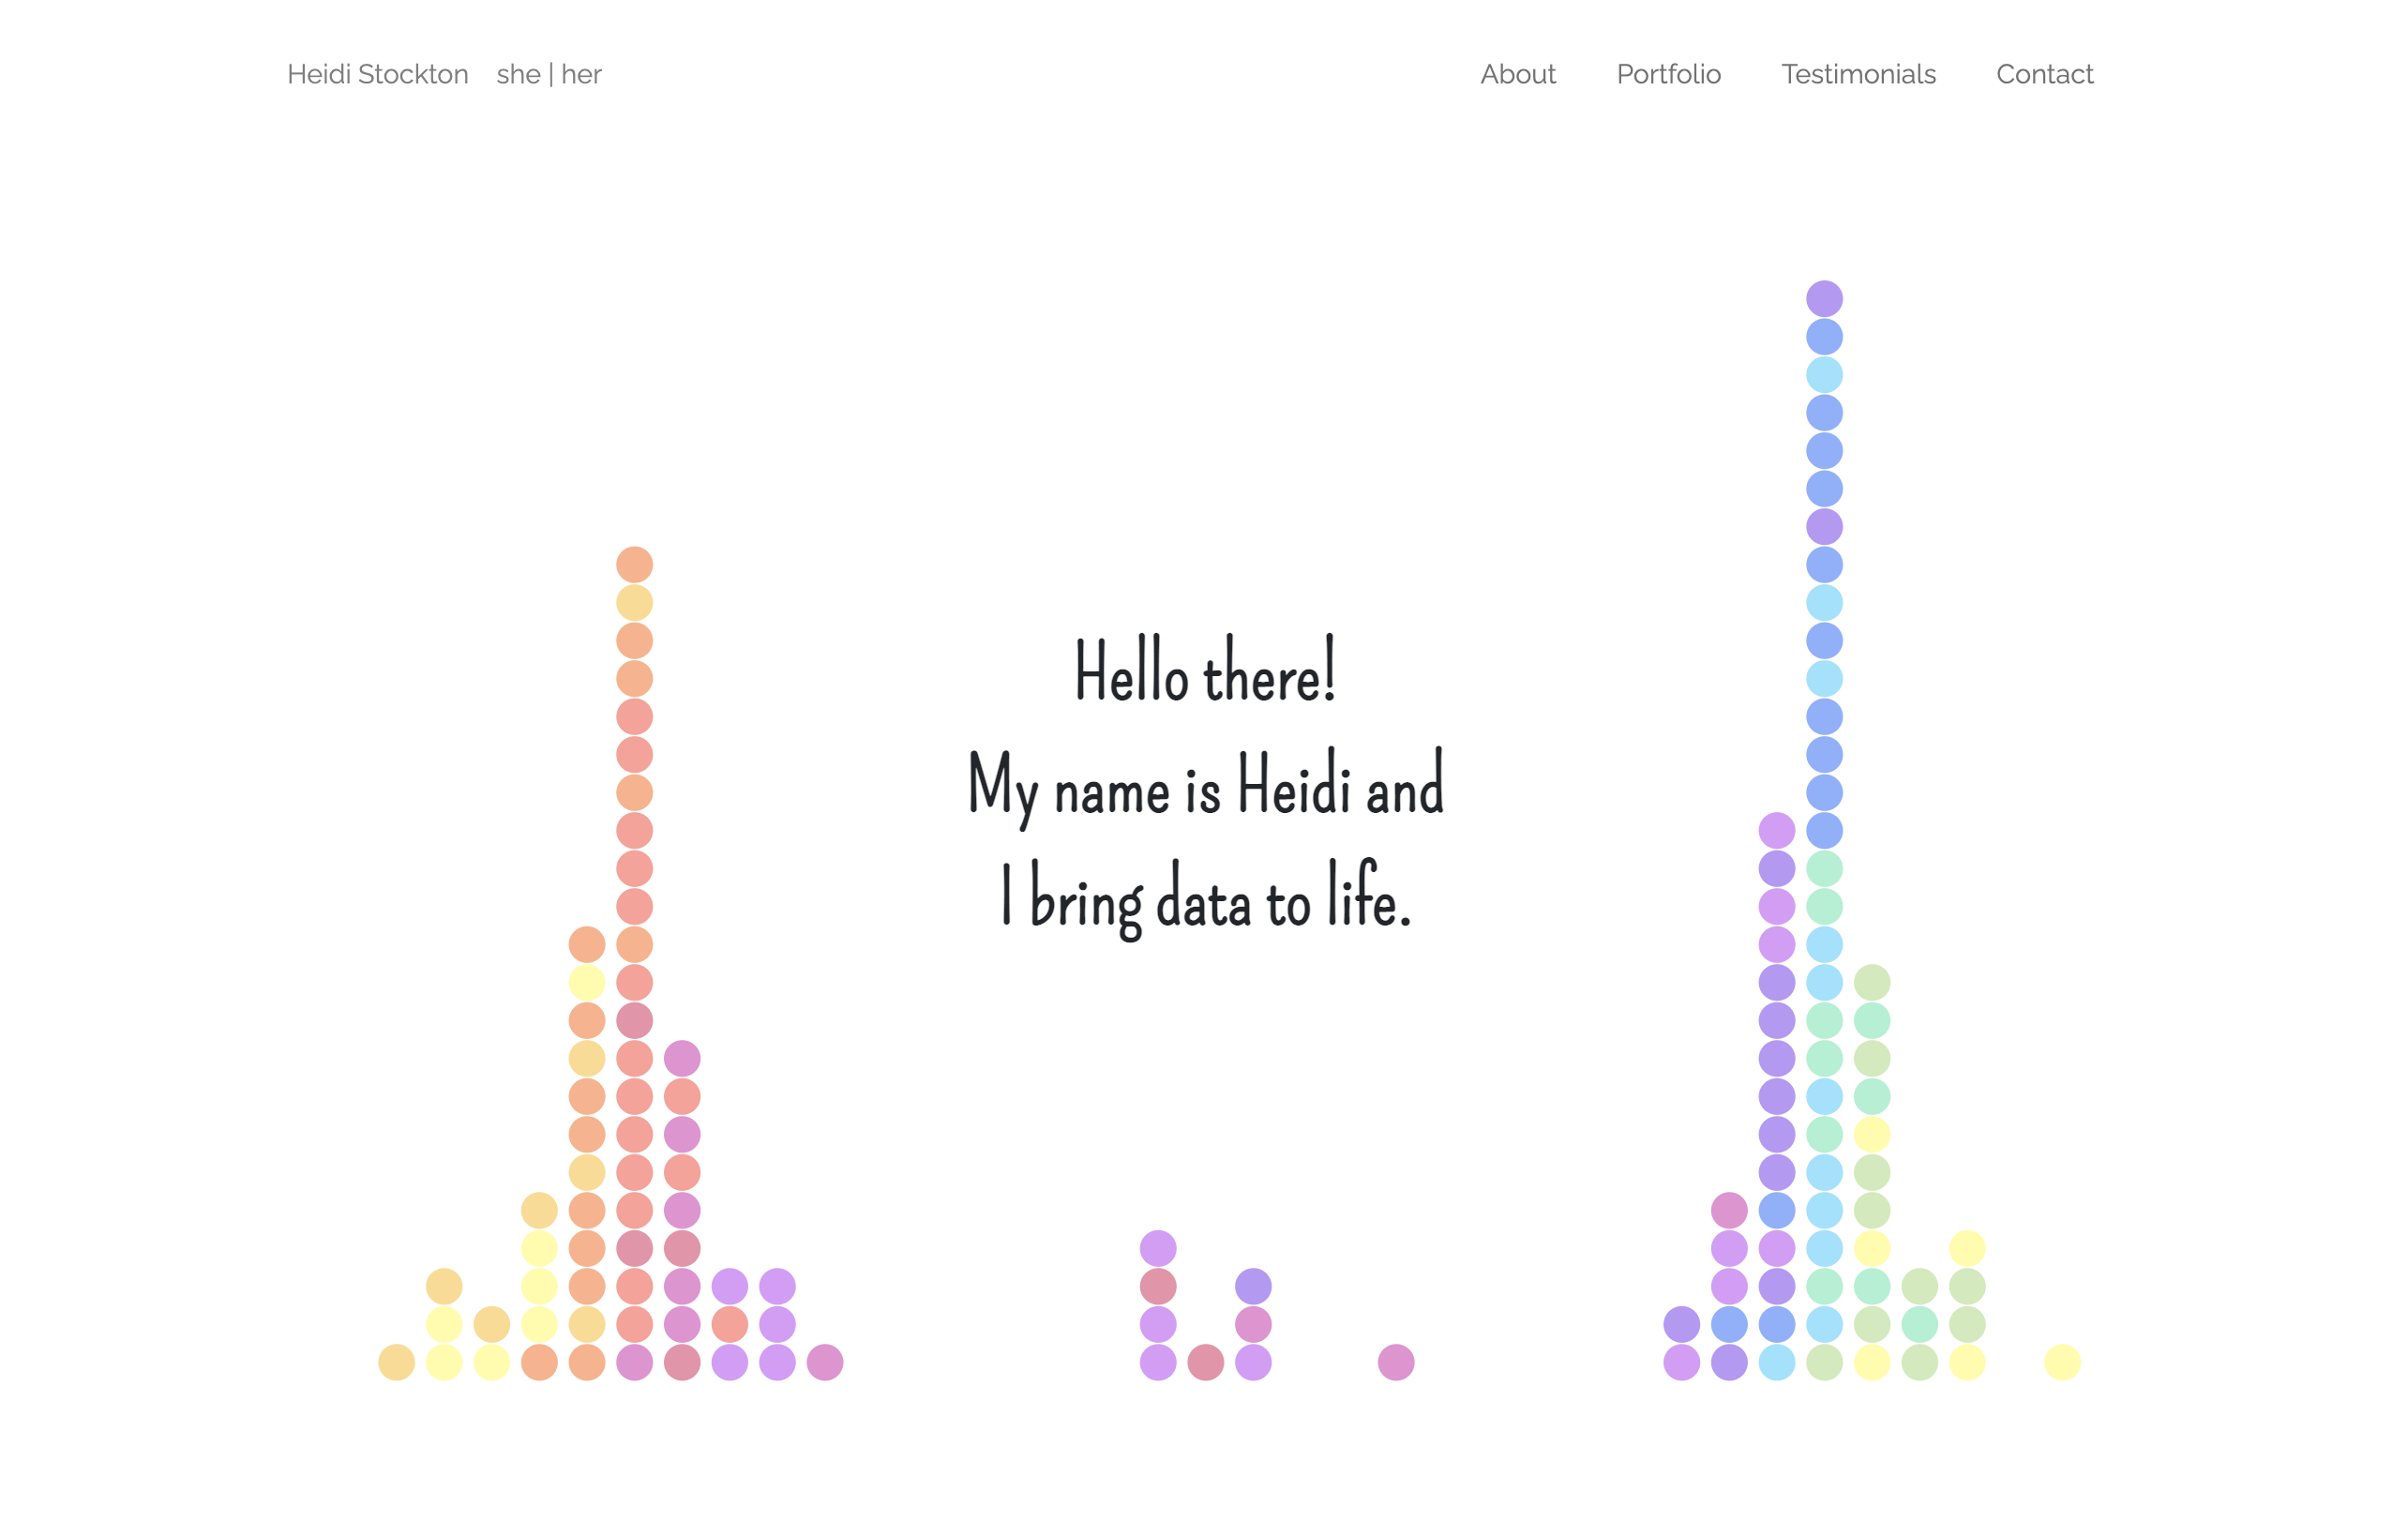 Heidi Stockton she | her
About Portfolio Testimonials Contact
Hello there!
My name is Heidi and
I bring data to life.